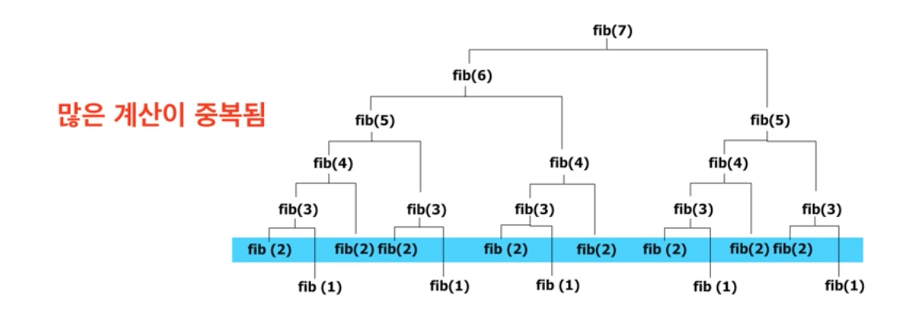 fib(7)
fib(6)
많은 계산이 중복됨
fib(5) fib(5)
fib(4) fib(4) fib(4)
fib(3) fib(3) fib(3) fib(3) fib(3)
fib (2) fib(2) fib(2) fib (2) fib(2) fib (2) fib(2) fib(2)
fib (1) fib(1) fib (1) fib (1) fib(1)